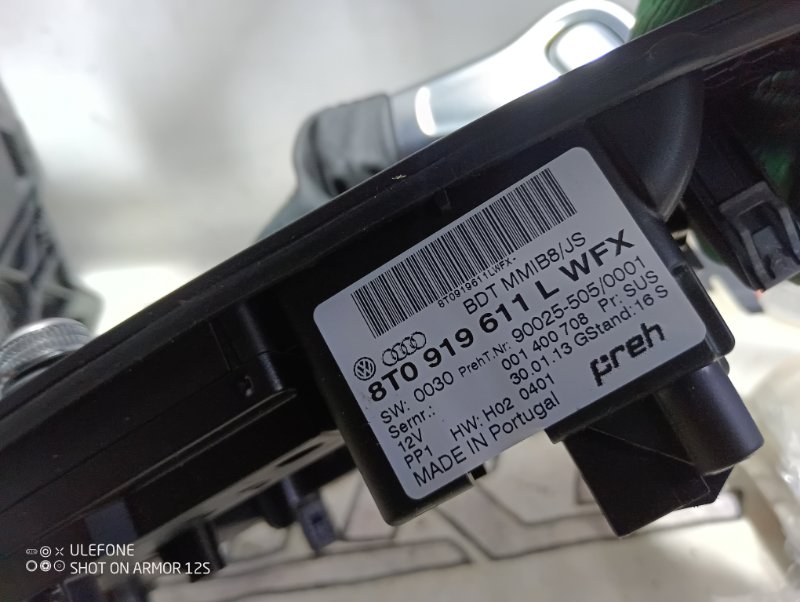 8T0919611LWFX-
BDT MMIB8/JS
8T0 919 611 L WFX
SW: 0030 PrehT.Nr: 90025-505/0001
Sernr.: 001 400 708 Pr: SUS
12V 30.01.13 GStand: 16 S
PP1 HW: H02 0401
MADE IN Portugal
preh
ULEFONE
SHOT ON ARMOR 12S